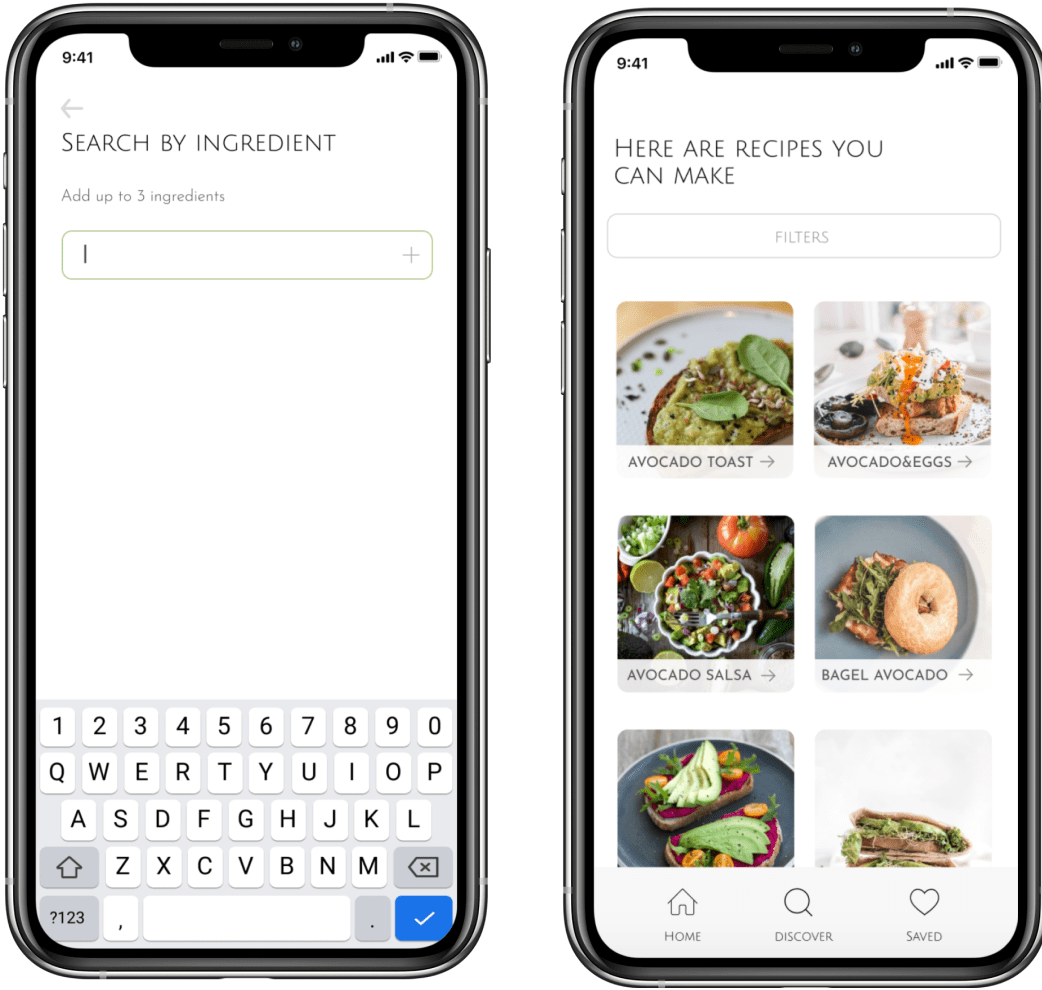 9:41
SEARCH BY INGREDIENT
Add up to 3 ingredients
1 2 3 4 5 6 7 8 9 0
Q W E R T Y U I O P
A S D F G H J K L
Z X C V B N M
?123 , .
9:41
HERE ARE RECIPES YOU
CAN MAKE
FILTERS
AVOCADO TOAST →
AVOCADO&EGGS →
AVOCADO SALSA →
BAGEL AVOCADO →
HOME
DISCOVER
SAVED